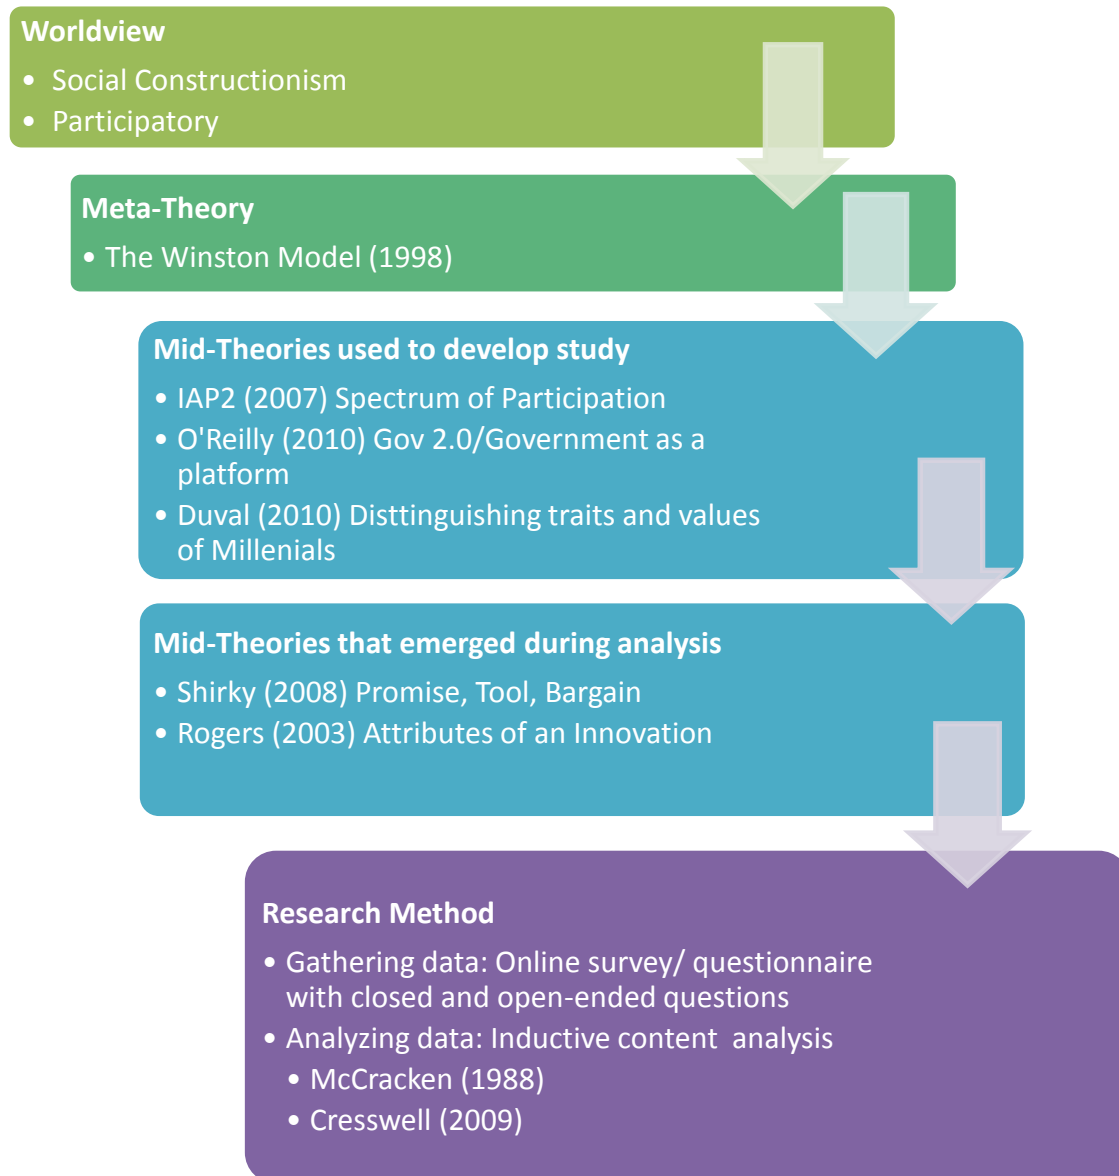 Worldview
• Social Constructionism
• Participatory
Meta-Theory
• The Winston Model (1998)
Mid-Theories used to develop study
• IAP2 (2007) Spectrum of Participation
• O'Reilly (2010) Gov 2.0/Government as a
platform
• Duval (2010) Disttinguishing traits and values
of Millenials
Mid-Theories that emerged during analysis
• Shirky (2008) Promise, Tool, Bargain
• Rogers (2003) Attributes of an Innovation
Research Method
• Gathering data: Online survey/ questionnaire
with closed and open-ended questions
• Analyzing data: Inductive content  analysis
• McCracken (1988)
• Cresswell (2009)